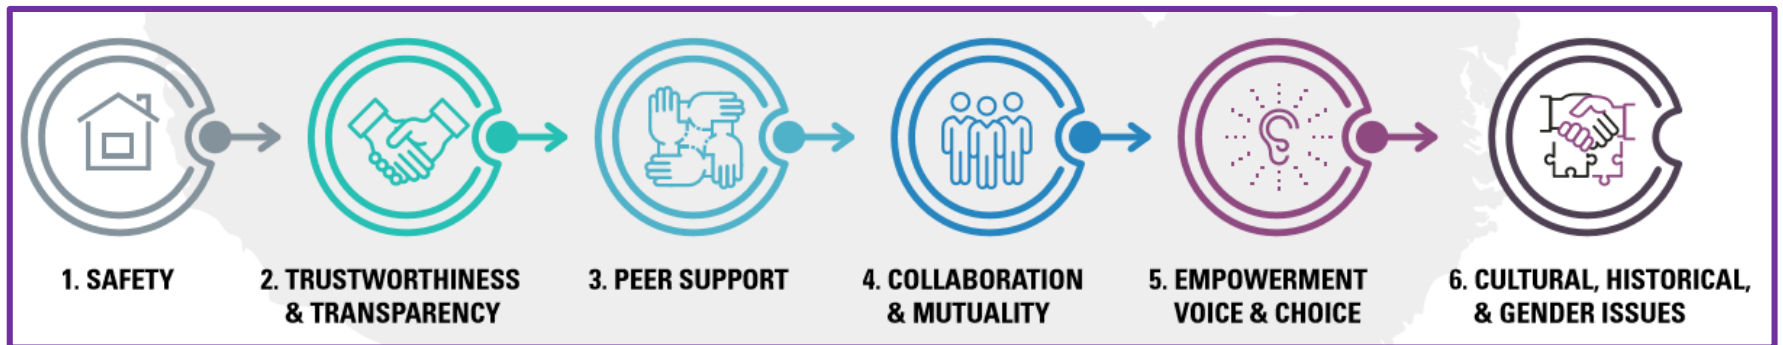 1. SAFETY
2. TRUSTWORTHINESS
& TRANSPARENCY
3. PEER SUPPORT
4. COLLABORATION
& MUTUALITY
5. EMPOWERMENT
VOICE & CHOICE
6. CULTURAL, HISTORICAL,
& GENDER ISSUES